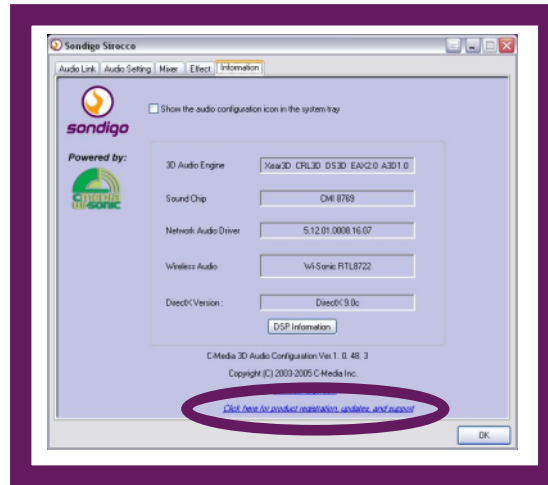 Sondigo Sirocco
Audio Link Audio Setting Mixer Effect Information
Show the audio configuration icon in the system tray
sondigo
Powered by:
C-Media
WI-SONIC
3D Audio Engine Xear3D CRL3D DS3D EAX2.0 A3D1.0
Sound Chip CMI 8769
Network Audio Driver 5.12.01.0008.16.07
Wireless Audio Wi-Sonic RTL8722
DirectX Version : DirectX 9.0c
DSP Information
C-Media 3D Audio Configuration Ver.1. 0. 48. 3
Copyright (C) 2003-2005 C-Media Inc.
Click here for product registration, updates, and support
OK